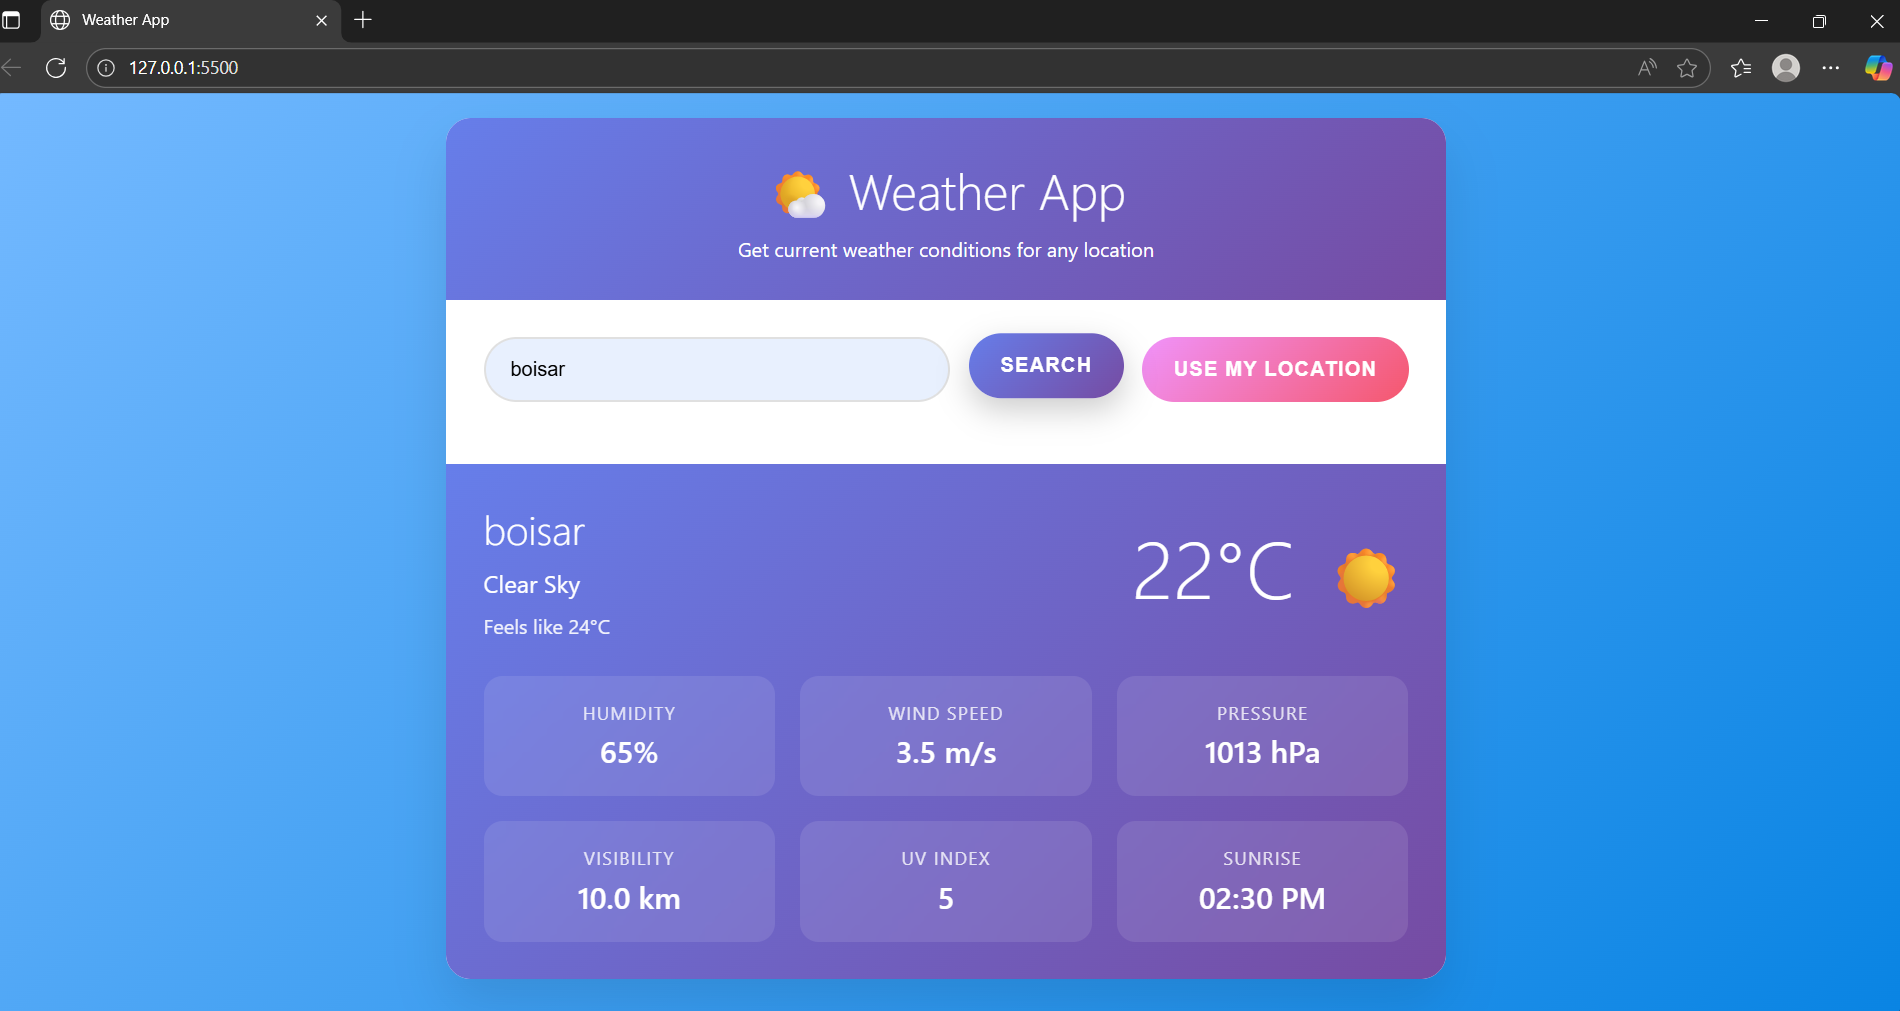 Weather App
127.0.0.1:5500
Weather App
Get current weather conditions for any location
boisar
SEARCH
USE MY LOCATION
boisar
Clear Sky
Feels like 24°C
22°C
HUMIDITY
65%
WIND SPEED
3.5 m/s
PRESSURE
1013 hPa
VISIBILITY
10.0 km
UV INDEX
5
SUNRISE
02:30 PM